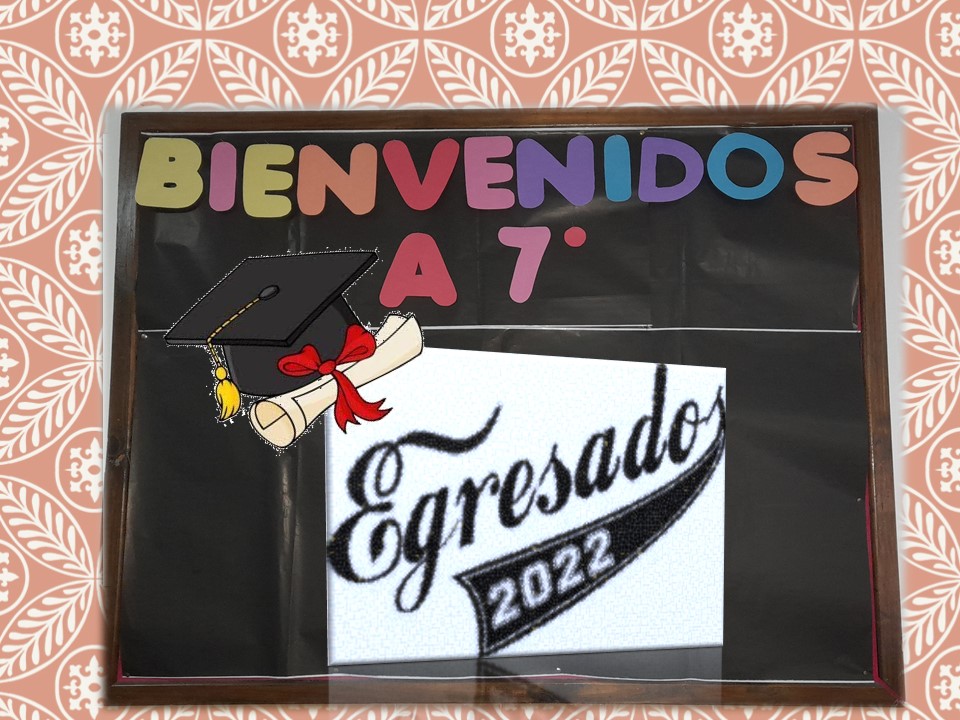 BIENVENIDOS
A 7°
Egresados
2022